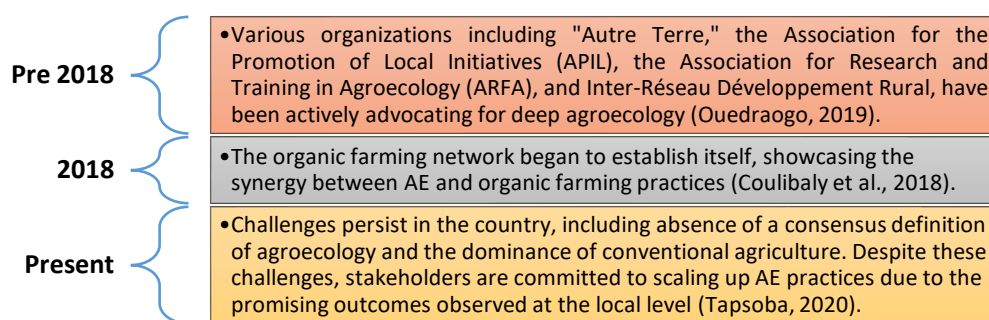 Pre 2018
•Various organizations including "Autre Terre," the Association for the
Promotion of Local Initiatives (APIL), the Association for Research and
Training in Agroecology (ARFA), and Inter-Réseau Développement Rural, have
been actively advocating for deep agroecology (Ouedraogo, 2019).
2018
•The organic farming network began to establish itself, showcasing the
synergy between AE and organic farming practices (Coulibaly et al., 2018).
Present
•Challenges persist in the country, including absence of a consensus definition
of agroecology and the dominance of conventional agriculture. Despite these
challenges, stakeholders are committed to scaling up AE practices due to the
promising outcomes observed at the local level (Tapsoba, 2020).